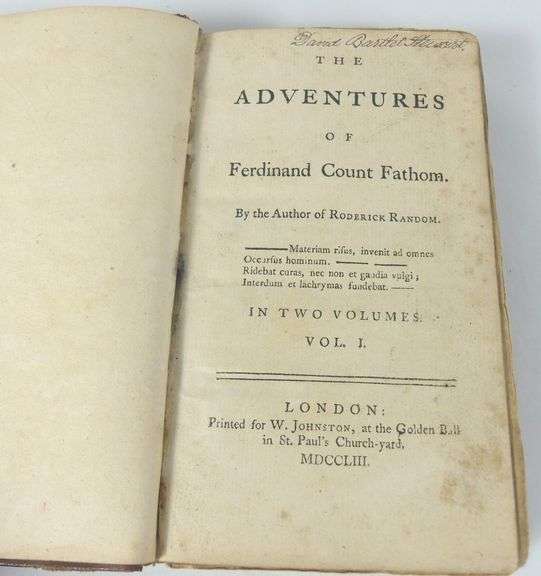 David Bartlet
THE
ADVENTURES
OF
Ferdinand Count Fathom.
By the Author of RODERICK RANDOM.
———Materiam risus, invenit ad omnes
Occursus hominum. ——— ———
Ridebat curas, nec non et gaudia vulgi;
Interdum et lachrymas fundebat. ——
IN TWO VOLUMES.
VOL. I.
LONDON:
Printed for W. JOHNSTON, at the Golden Ball
in St. Paul's Church-yard,
MDCCLIII.